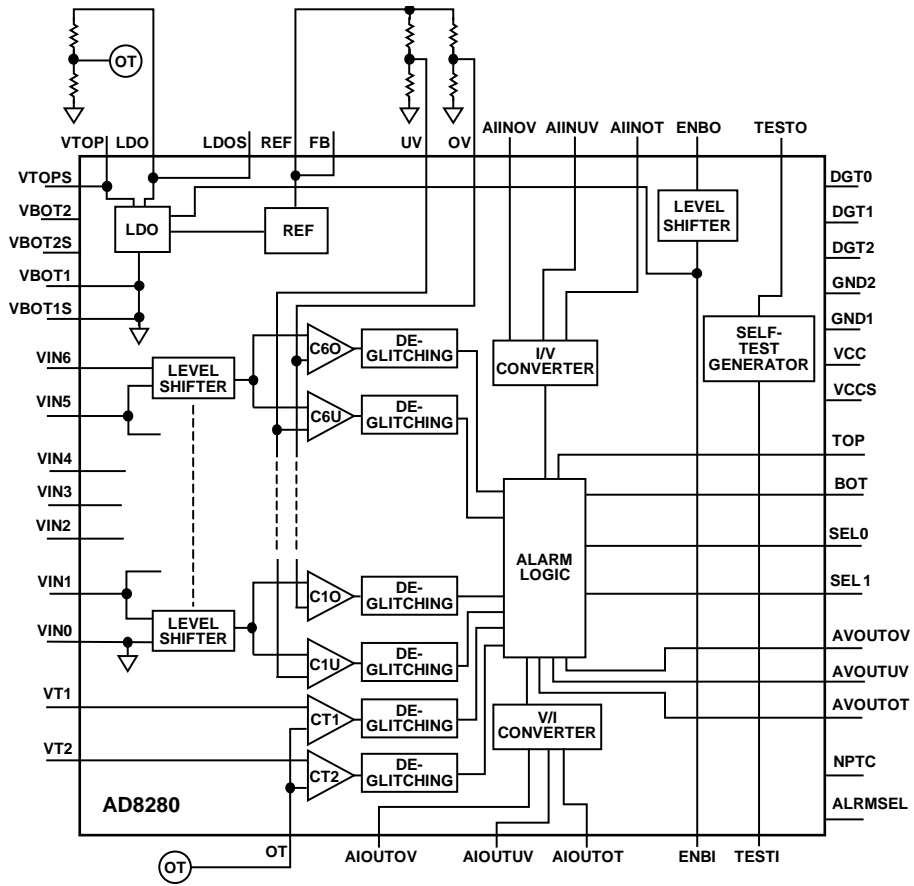 OT
VTOP LDO LDOS REF FB UV OV AIINOV AIINUV AIINOT ENBO TESTO
VTOPS
VBOT2
VBOT2S
VBOT1
VBOT1S
VIN6
VIN5
VIN4
VIN3
VIN2
VIN1
VIN0
VT1
VT2
LDO
REF
LEVEL
SHIFTER
LEVEL
SHIFTER
C6O
DE-
GLITCHING
C6U
DE-
GLITCHING
I/V
CONVERTER
LEVEL
SHIFTER
SELF-
TEST
GENERATOR
ALARM
LOGIC
C1O
DE-
GLITCHING
C1U
DE-
GLITCHING
CT1
DE-
GLITCHING
CT2
DE-
GLITCHING
V/I
CONVERTER
DGT0
DGT1
DGT2
GND2
GND1
VCC
VCCS
TOP
BOT
SEL0
SEL1
AVOUTOV
AVOUTUV
AVOUTOT
NPTC
ALRMSEL
AD8280
OT
OT AIOUTOV AIOUTUV AIOUTOT ENBI TESTI